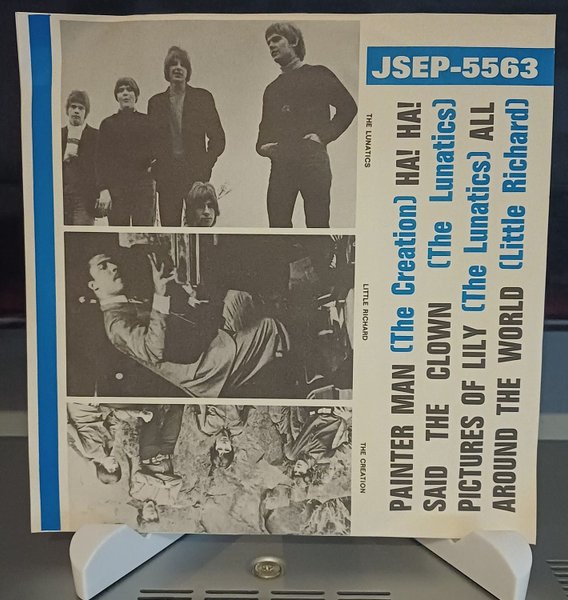 JSEP-5563
PAINTER MAN (The Creation) HA! HA!
SAID THE CLOWN (The Lunatics)
PICTURES OF LILY (The Lunatics) ALL
AROUND THE WORLD (Little Richard)
THE LUNATICS
LITTLE RICHARD
THE CREATION